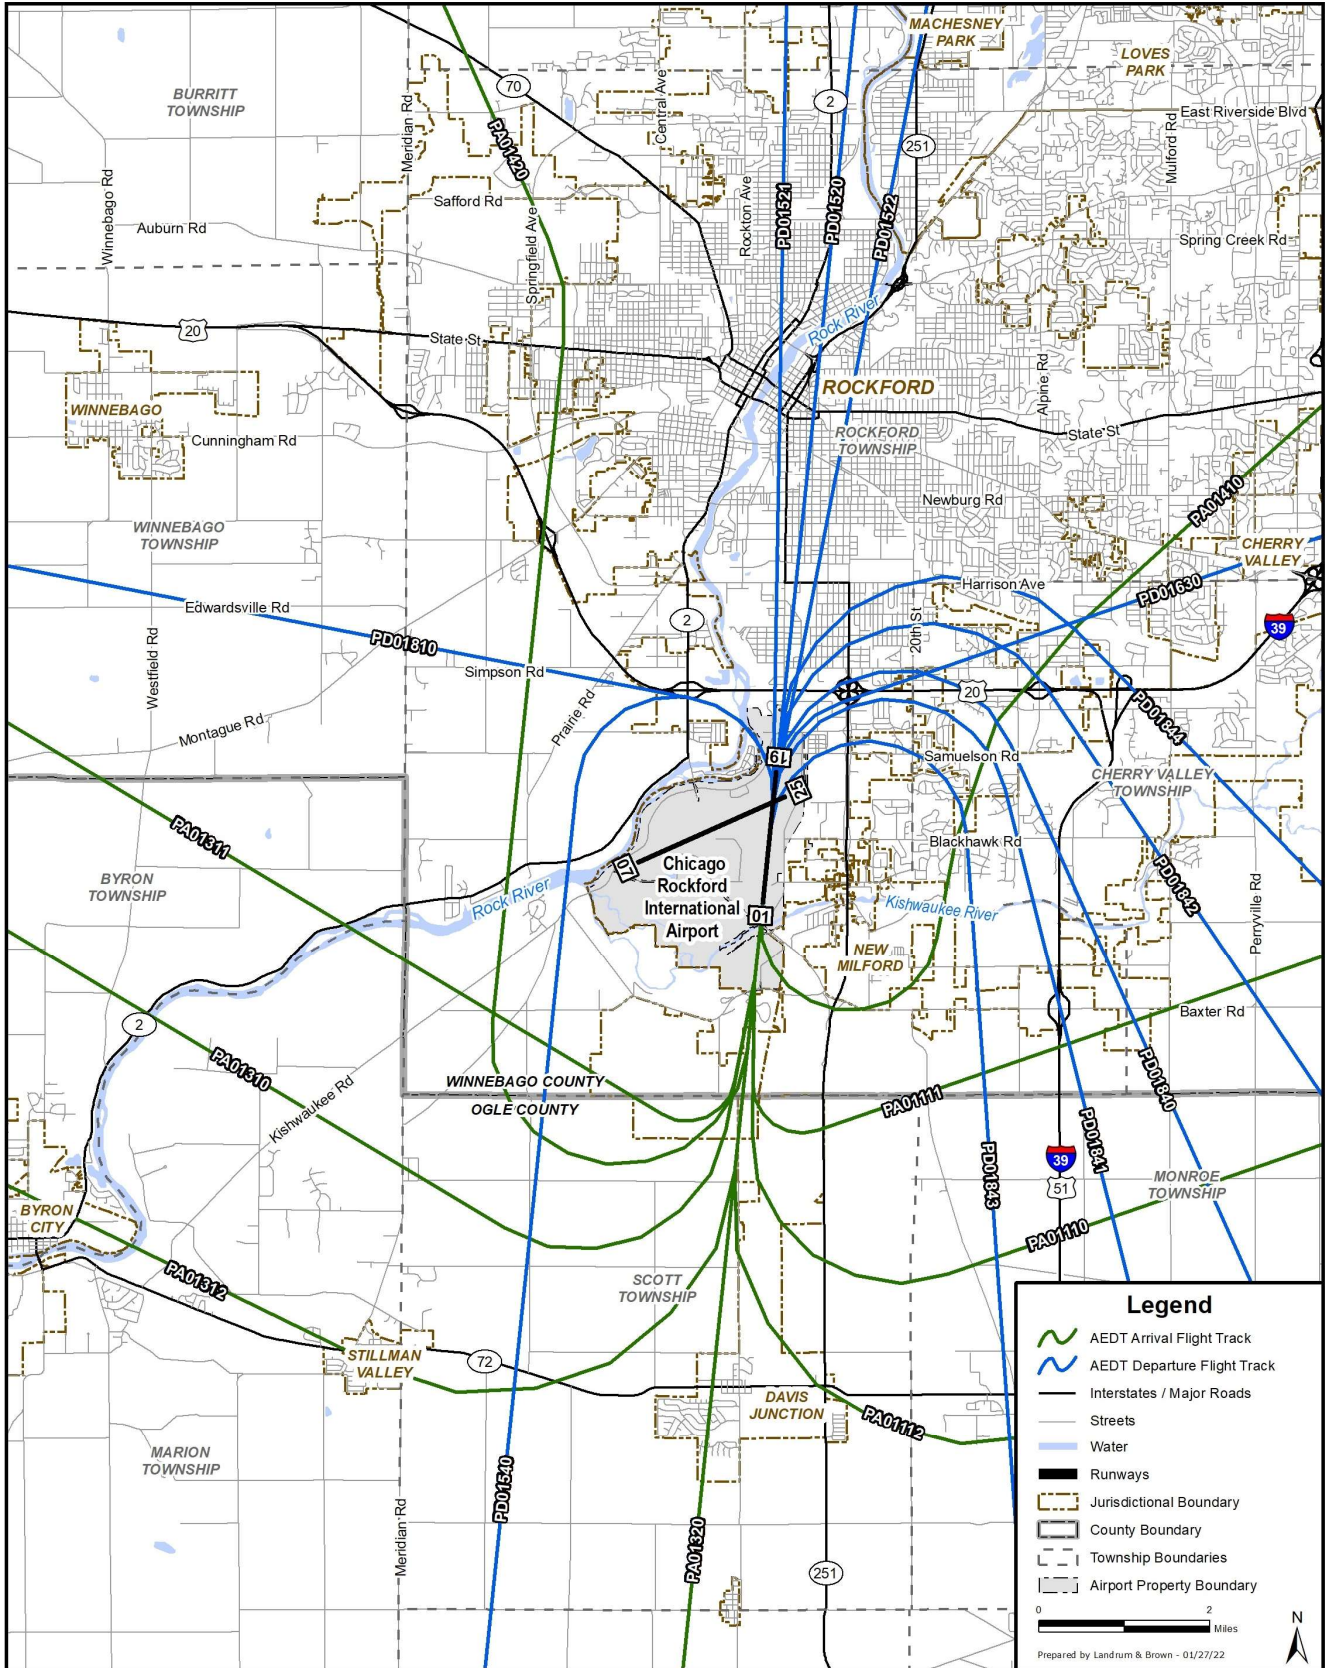 MACHESNEY
PARK
LOVES
PARK
BURRITT
TOWNSHIP
70
2
251
East Riverside Blvd
Central Ave
Meridian Rd
Mulford Rd
PA01420
Winnebago Rd
Safford Rd
Auburn Rd
Springfield Ave
Rockton Ave
PD01521
PD01520
PD01522
Spring Creek Rd
20
State St
Rock River
Alpine Rd
ROCKFORD
WINNEBAGO
Cunningham Rd
ROCKFORD
TOWNSHIP
State St
WINNEBAGO
TOWNSHIP
Newburg Rd
PA01410
CHERRY
VALLEY
Edwardsville Rd
PD01810
2
Harrison Ave
PD01630
39
20th St
Westfield Rd
Simpson Rd
20
Prairie Rd
Montague Rd
PD01844
19
25
Samuelson Rd
CHERRY VALLEY
TOWNSHIP
PA01311
Blackhawk Rd
07
Chicago
Rockford
International
Airport
01
BYRON
TOWNSHIP
Rock River
Kishwaukee River
PD01842
Perryville Rd
NEW
MILFORD
2
Baxter Rd
PA01310
Kishwaukee Rd
WINNEBAGO COUNTY
OGLE COUNTY
PA01111
PD01840
PD01841
PD01843
39
51
MONROE
TOWNSHIP
BYRON
CITY
PA01312
PA01110
SCOTT
TOWNSHIP
STILLMAN
VALLEY
72
DAVIS
JUNCTION
PA01112
MARION
TOWNSHIP
PD01540
Meridian Rd
PA01320
251
Legend
AEDT Arrival Flight Track
AEDT Departure Flight Track
Interstates / Major Roads
Streets
Water
Runways
Jurisdictional Boundary
County Boundary
Township Boundaries
Airport Property Boundary
0 2
Miles
N
Prepared by Landrum & Brown - 01/27/22